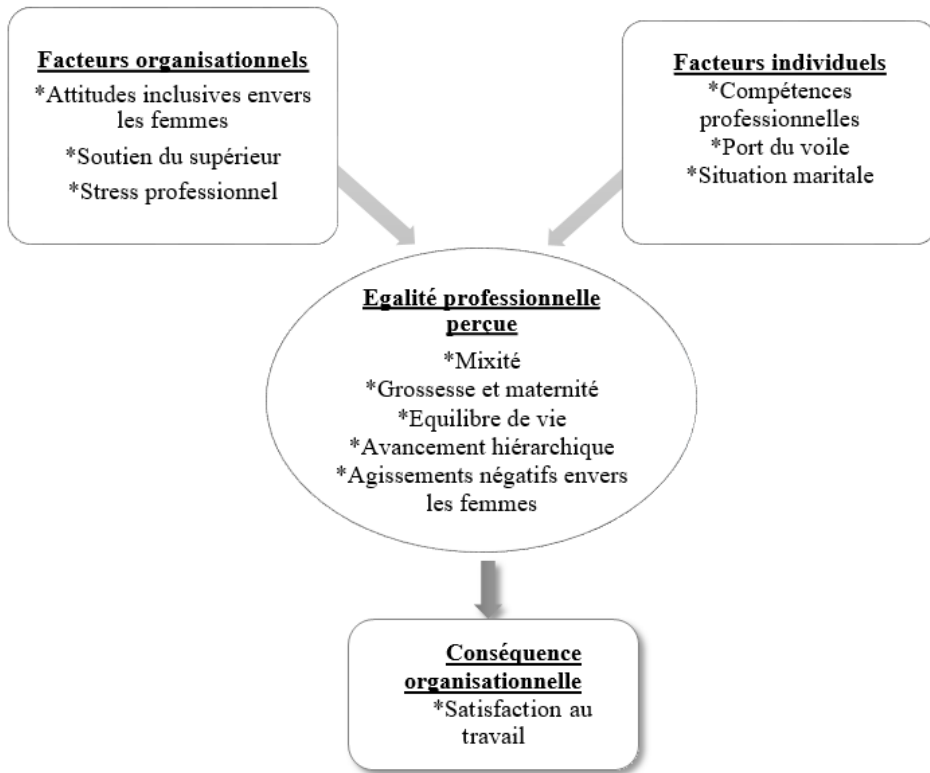 Facteurs organisationnels
*Attitudes inclusives envers
les femmes
*Soutien du supérieur
*Stress professionnel
Facteurs individuels
*Compétences
professionnelles
*Port du voile
*Situation maritale
Egalité professionnelle
perçue
*Mixité
*Grossesse et maternité
*Equilibre de vie
*Avancement hiérarchique
*Agissements négatifs envers
les femmes
Conséquence
organisationnelle
*Satisfaction au
travail